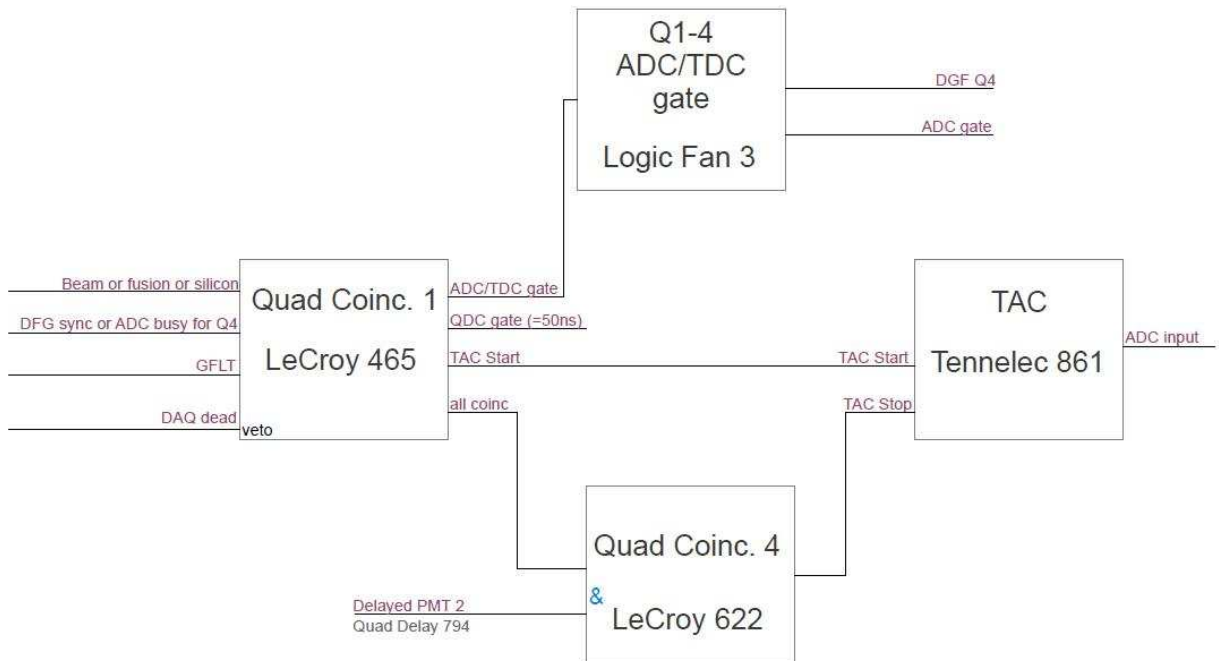 Q1-4
ADC/TDC
gate
Logic Fan 3
DGF Q4
ADC gate
Beam or fusion or silicon
DFG sync or ADC busy for Q4
GFLT
DAQ dead
veto
Quad Coinc. 1
LeCroy 465
ADC/TDC gate
QDC gate (=50ns)
TAC Start
all coinc
TAC Start
TAC Stop
TAC
Tennelec 861
ADC input
Delayed PMT 2
Quad Delay 794
Quad Coinc. 4
&
LeCroy 622